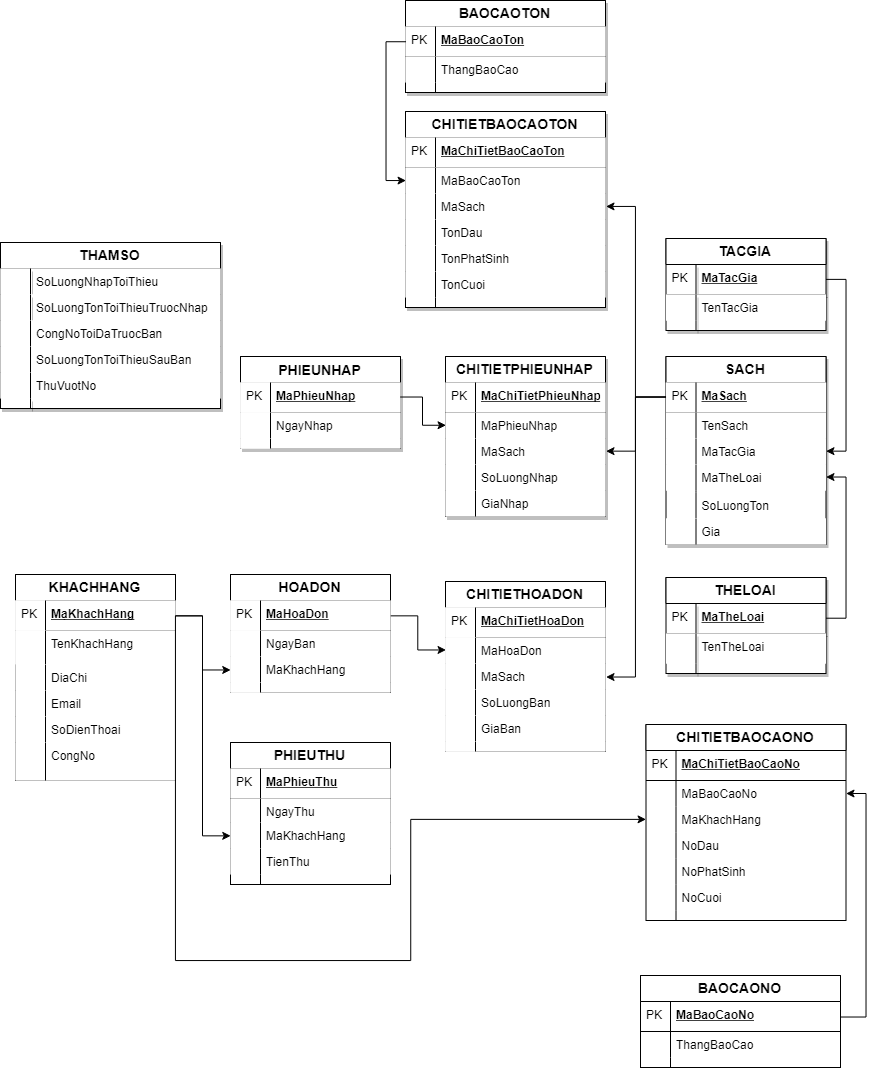 BAOCAOTON
PK MaBaoCaoTon
ThangBaoCao
CHITIETBAOCAOTON
PK MaChiTietBaoCaoTon
MaBaoCaoTon
MaSach
TonDau
TonPhatSinh
TonCuoi
THAMSO
SoLuongNhapToiThieu
SoLuongTonToiThieuTruocNhap
CongNoToiDaTruocBan
SoLuongTonToiThieuSauBan
ThuVuotNo
TACGIA
PK MaTacGia
TenTacGia
PHIEUNHAP
PK MaPhieuNhap
NgayNhap
CHITIETPHIEUNHAP
PK MaChiTietPhieuNhap
MaPhieuNhap
MaSach
SoLuongNhap
GiaNhap
SACH
PK MaSach
TenSach
MaTacGia
MaTheLoai
SoLuongTon
Gia
KHACHHANG
PK MaKhachHang
TenKhachHang
DiaChi
Email
SoDienThoai
CongNo
HOADON
PK MaHoaDon
NgayBan
MaKhachHang
CHITIETHOADON
PK MaChiTietHoaDon
MaHoaDon
MaSach
SoLuongBan
GiaBan
THELOAI
PK MaTheLoai
TenTheLoai
PHIEUTHU
PK MaPhieuThu
NgayThu
MaKhachHang
TienThu
CHITIETBAOCAONO
PK MaChiTietBaoCaoNo
MaBaoCaoNo
MaKhachHang
NoDau
NoPhatSinh
NoCuoi
BAOCAONO
PK MaBaoCaoNo
ThangBaoCao